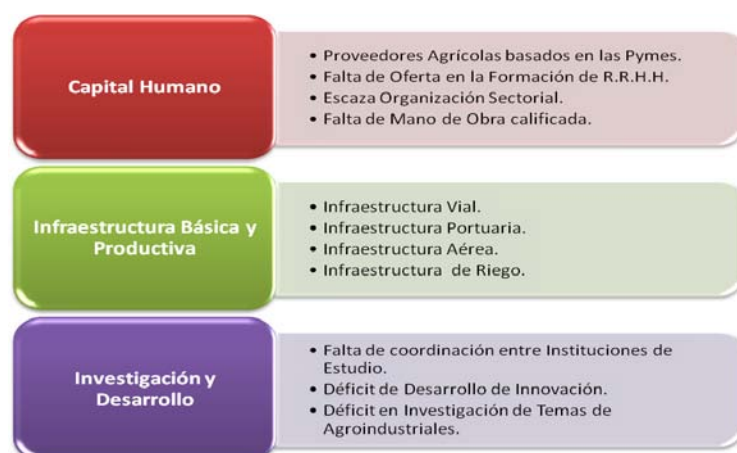 Capital Humano
• Proveedores Agrícolas basados en las Pymes.
• Falta de Oferta en la Formación de R.R.H.H.
• Escaza Organización Sectorial.
• Falta de Mano de Obra calificada.
Infraestructura Básica y
Productiva
• Infraestructura Vial.
• Infraestructura Portuaria.
• Infraestructura Aérea.
• Infraestructura de Riego.
Investigación y
Desarrollo
• Falta de coordinación entre Instituciones de
Estudio.
• Déficit de Desarrollo de Innovación.
• Déficit en Investigación de Temas de
Agroindustriales.